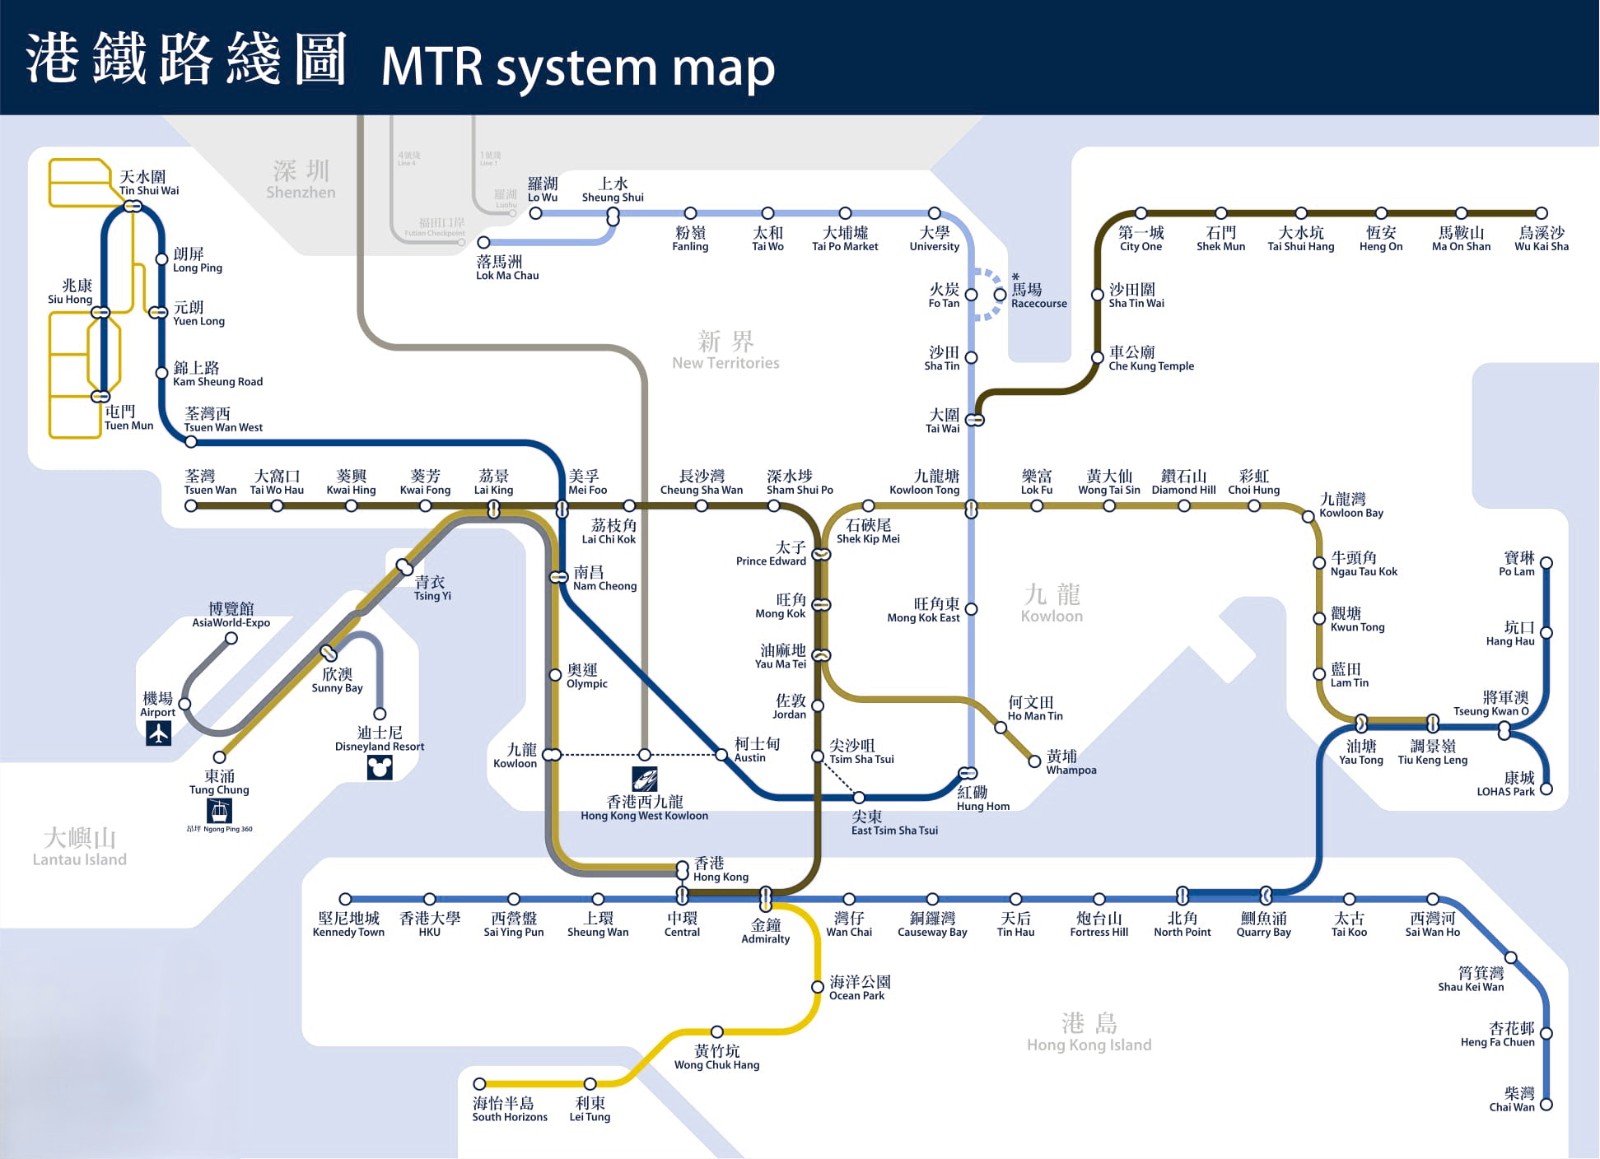 港鐵路綫圖 MTR system map
深圳
Shenzhen
4號綫
Line 4
1號綫
Line 1
羅湖
Luohu
福田口岸
Futian Checkpoint
羅湖
Lo Wu
上水
Sheung Shui
落馬洲
Lok Ma Chau
粉嶺
Fanling
太和
Tai Wo
大埔墟
Tai Po Market
大學
University
第一城
City One
石門
Shek Mun
大水坑
Tai Shui Hang
恆安
Heng On
馬鞍山
Ma On Shan
烏溪沙
Wu Kai Sha
天水圍
Tin Shui Wai
朗屏
Long Ping
兆康
Siu Hong
元朗
Yuen Long
錦上路
Kam Sheung Road
屯門
Tuen Mun
荃灣西
Tsuen Wan West
新界
New Territories
火炭
Fo Tan
*
馬場
Racecourse
沙田圍
Sha Tin Wai
沙田
Sha Tin
車公廟
Che Kung Temple
大圍
Tai Wai
荃灣
Tsuen Wan
大窩口
Tai Wo Hau
葵興
Kwai Hing
葵芳
Kwai Fong
荔景
Lai King
美孚
Mei Foo
荔枝角
Lai Chi Kok
長沙灣
Cheung Sha Wan
深水埗
Sham Shui Po
石硤尾
Shek Kip Mei
九龍塘
Kowloon Tong
樂富
Lok Fu
黃大仙
Wong Tai Sin
鑽石山
Diamond Hill
彩虹
Choi Hung
九龍灣
Kowloon Bay
太子
Prince Edward
牛頭角
Ngau Tau Kok
寶琳
Po Lam
青衣
Tsing Yi
南昌
Nam Cheong
旺角
Mong Kok
旺角東
Mong Kok East
九龍
Kowloon
觀塘
Kwun Tong
坑口
Hang Hau
博覽館
AsiaWorld-Expo
欣澳
Sunny Bay
奧運
Olympic
油麻地
Yau Ma Tei
藍田
Lam Tin
機場
Airport
佐敦
Jordan
何文田
Ho Man Tin
將軍澳
Tseung Kwan O
迪士尼
Disneyland Resort
九龍
Kowloon
柯士甸
Austin
尖沙咀
Tsim Sha Tsui
黃埔
Whampoa
油塘
Yau Tong
調景嶺
Tiu Keng Leng
康城
LOHAS Park
東涌
Tung Chung
昂坪 Ngong Ping 360
香港西九龍
Hong Kong West Kowloon
尖東
East Tsim Sha Tsui
紅磡
Hung Hom
大嶼山
Lantau Island
香港
Hong Kong
堅尼地城
Kennedy Town
香港大學
HKU
西營盤
Sai Ying Pun
上環
Sheung Wan
中環
Central
金鐘
Admiralty
灣仔
Wan Chai
銅鑼灣
Causeway Bay
天后
Tin Hau
炮台山
Fortress Hill
北角
North Point
鰂魚涌
Quarry Bay
太古
Tai Koo
西灣河
Sai Wan Ho
筲箕灣
Shau Kei Wan
海洋公園
Ocean Park
港島
Hong Kong Island
杏花邨
Heng Fa Chuen
黃竹坑
Wong Chuk Hang
海怡半島
South Horizons
利東
Lei Tung
柴灣
Chai Wan